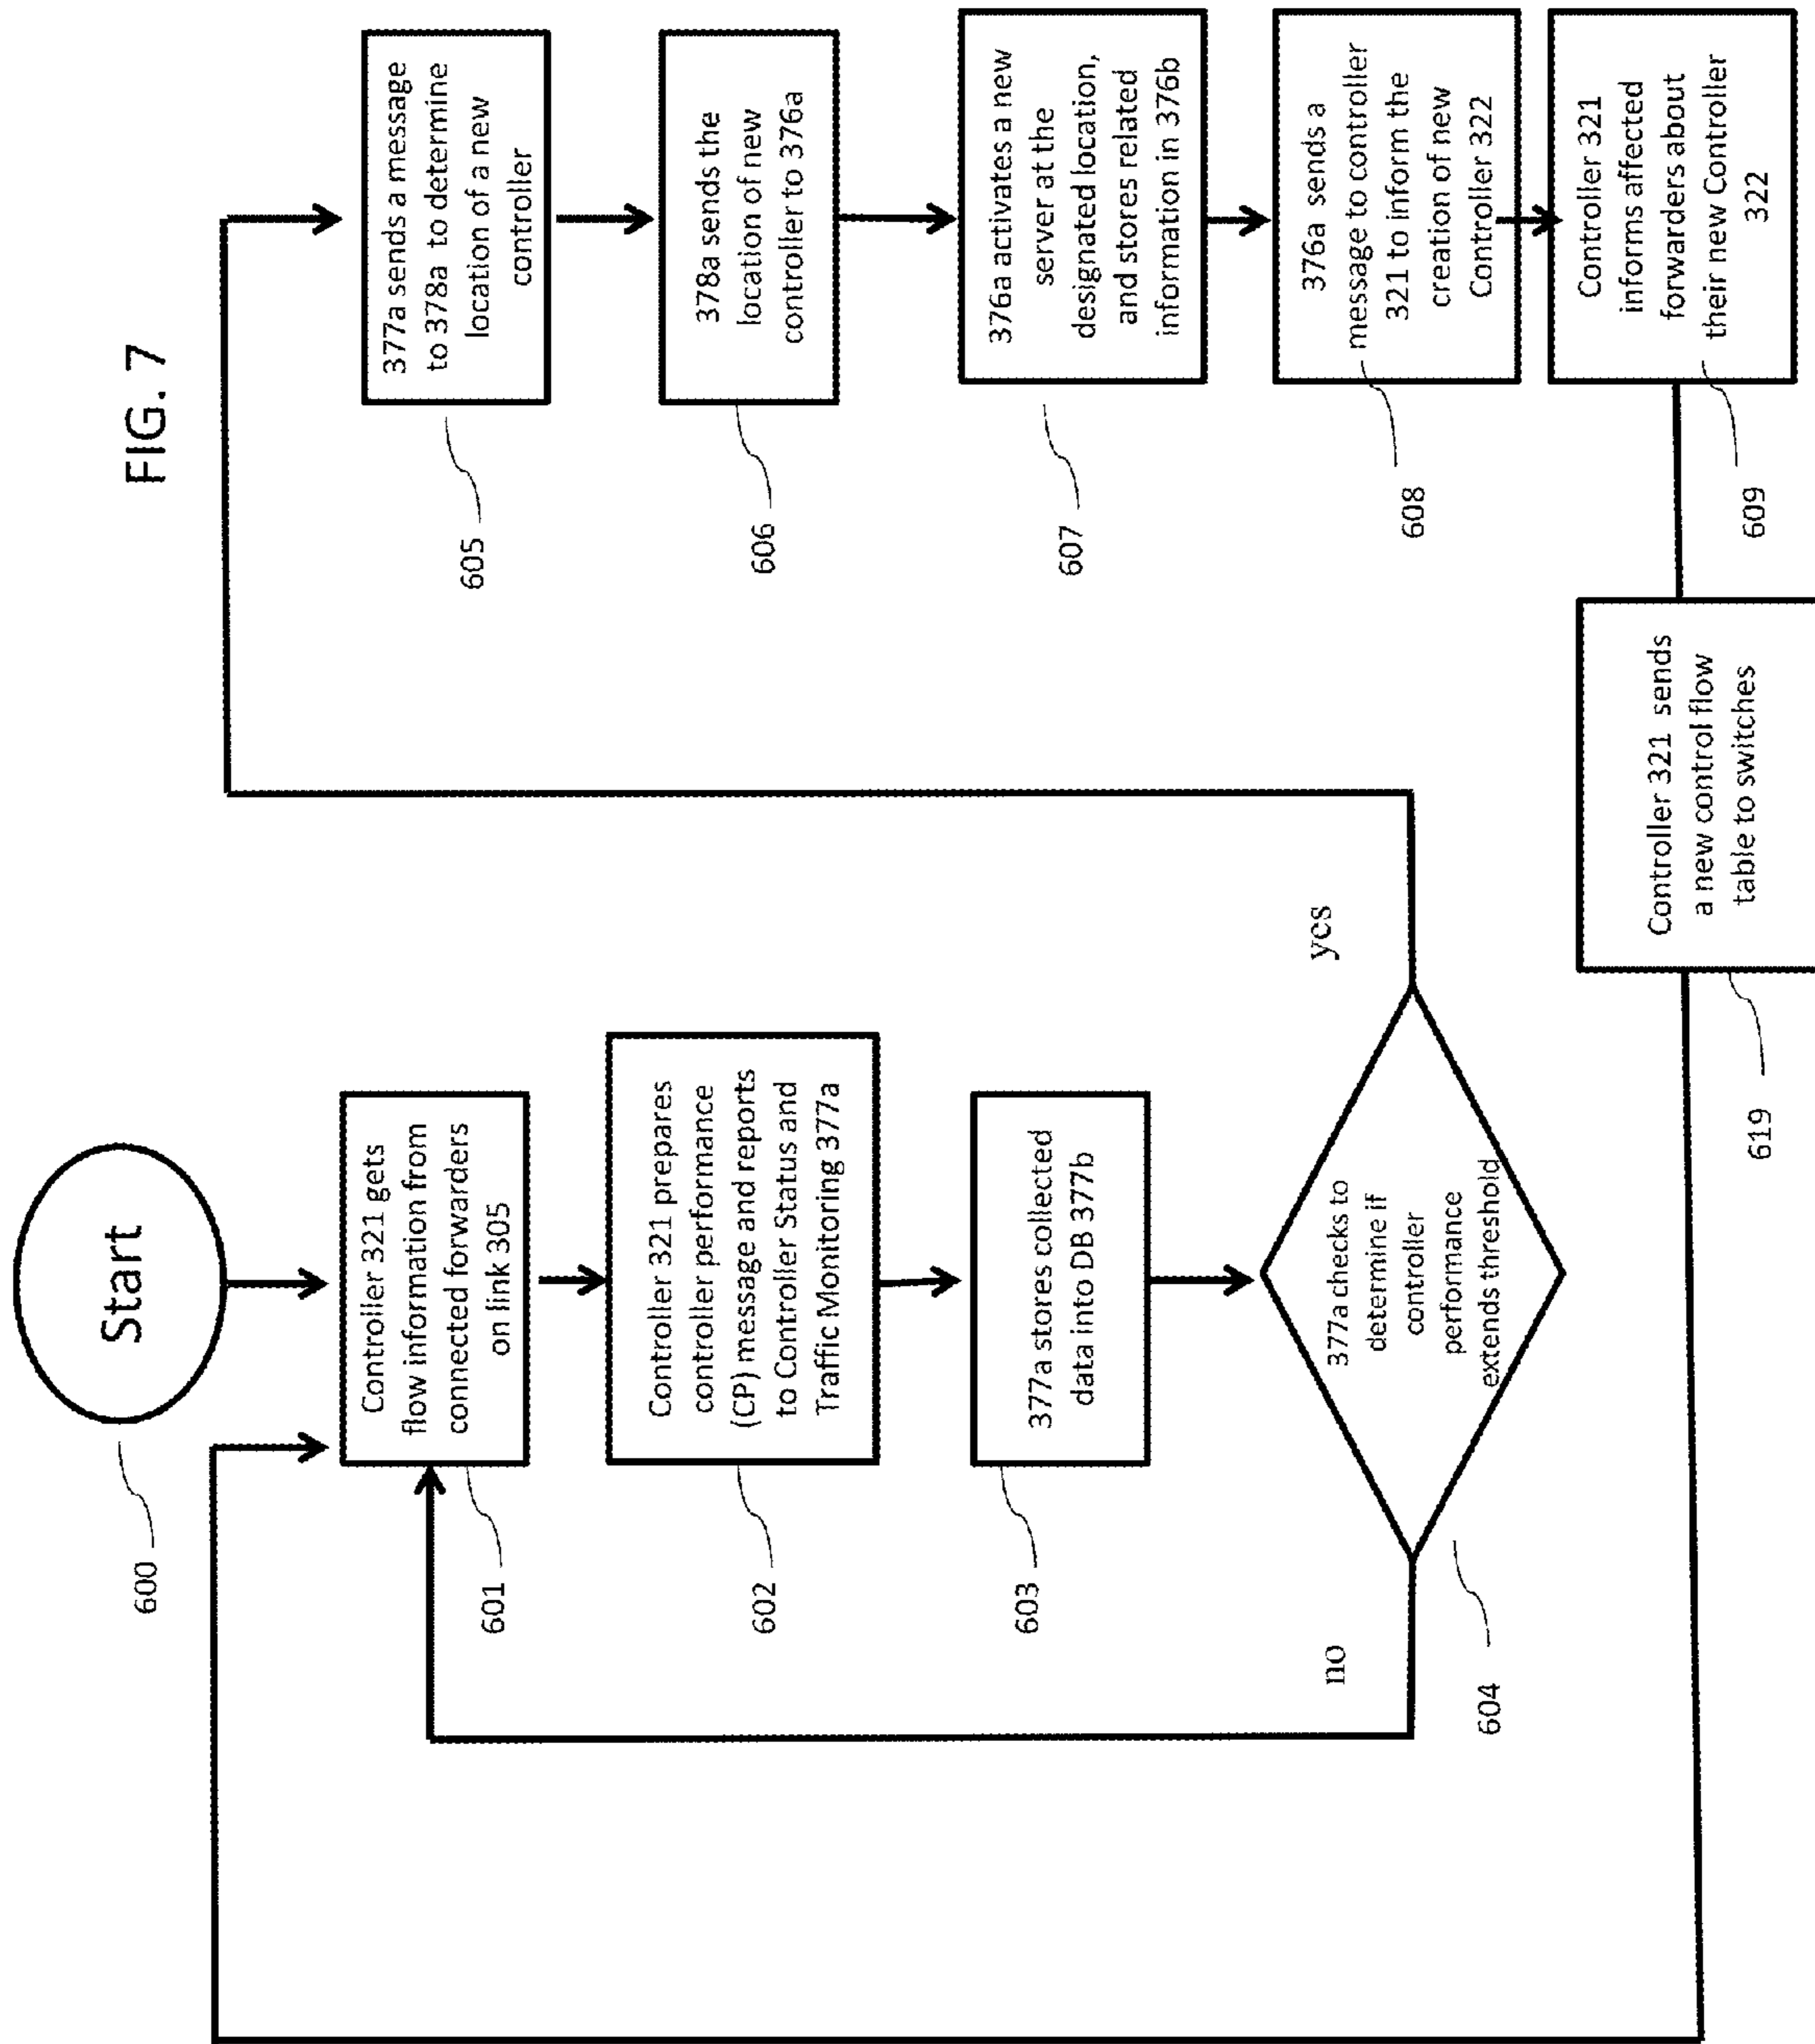 FIG. 7
Start
600
Controller 321 gets
flow information from
connected forwarders
on link 305
601
Controller 321 prepares
controller performance
(CP) message and reports
to Controller Status and
Traffic Monitoring 377a
602
377a stores collected
data into DB 377b
603
377a checks to
determine if
controller
performance
extends threshold
604
no
yes
377a sends a message
to 378a to determine
location of a new
controller
605
378a sends the
location of new
controller to 376a
606
376a activates a new
server at the
designated location,
and stores related
information in 376b
607
376a sends a
message to controller
321 to inform the
creation of new
Controller 322
608
Controller 321
informs affected
forwarders about
their new Controller
322
609
Controller 321 sends
a new control flow
table to switches
619